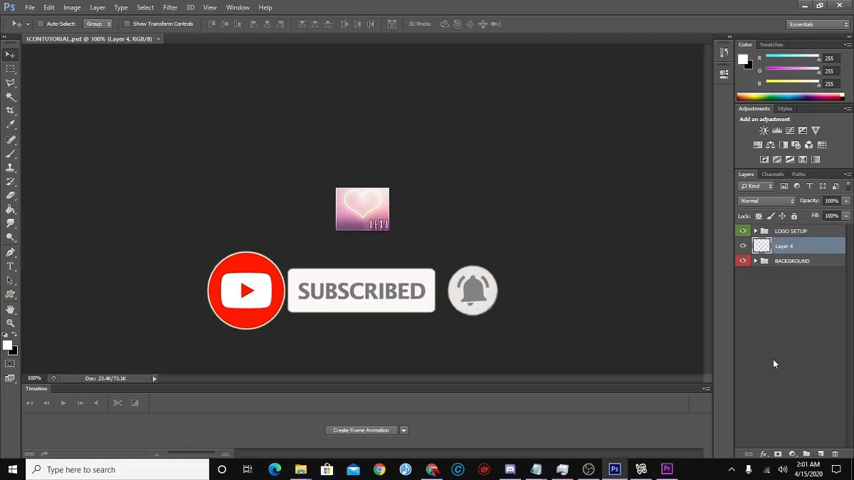 Ps File Edit Image Layer Type Select Filter 3D View Window Help
Auto-Select: Group Show Transform Controls 3D Mode: Essentials
ICONTUTORIAL.psd @ 100% (Layer 4, RGB/8) ×
Color Swatches
R 255
G 255
B 255
Adjustments Styles
Add an adjustment
Layers Channels Paths
Kind
Normal Opacity: 100%
Lock: Fill: 100%
LOGO SETUP
Layer 4
BACKGROUND
SUBSCRIBED
100% Doc: 23.4K/73.1K
Timeline
Create Frame Animation
Type here to search
2:01 AM
4/15/2020